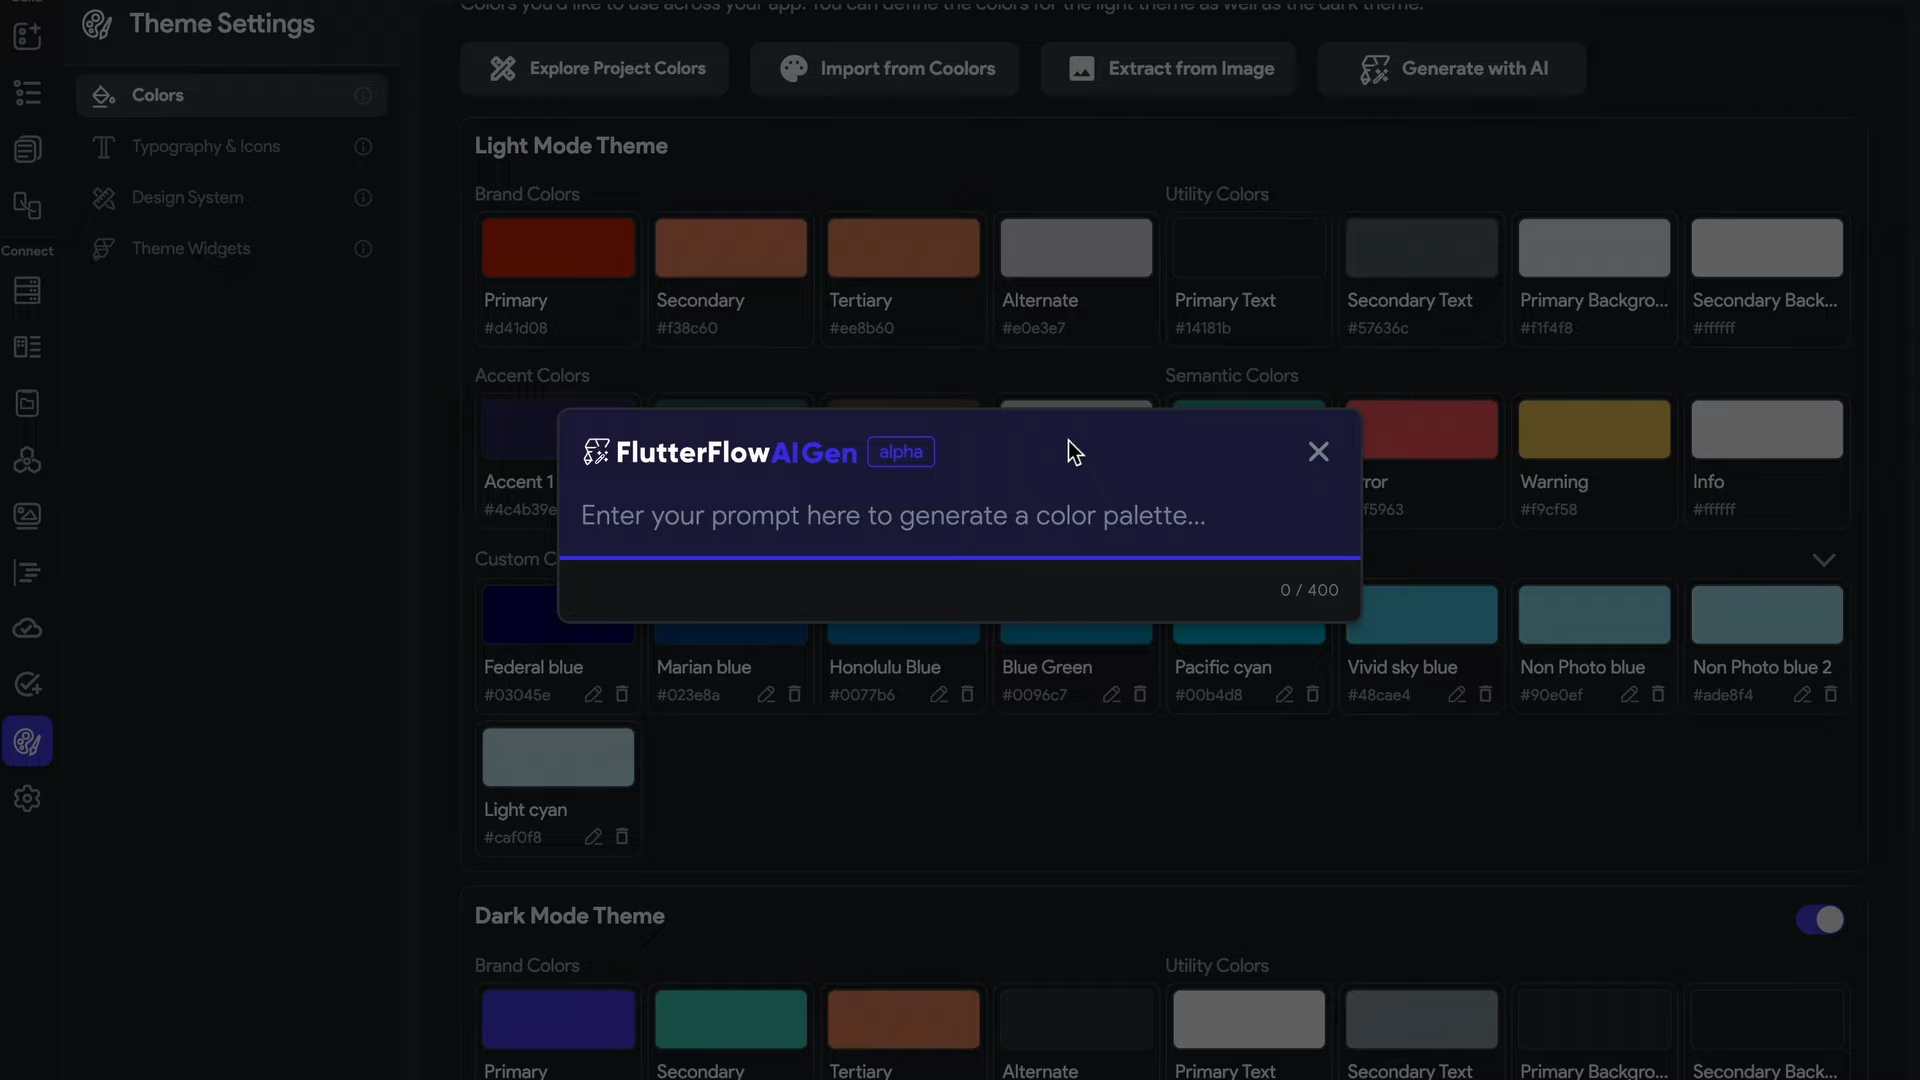 Theme Settings
Colors
Typography & Icons
Design System
Theme Widgets
Connect
Colors you'd like to use across your app. You can define the colors for the light theme as well as the dark theme.
Explore Project Colors
Import from Coolors
Extract from Image
Generate with AI
Light Mode Theme
Brand Colors
Utility Colors
Primary
Secondary
Tertiary
Alternate
Primary Text
Secondary Text
Primary Backgro...
Secondary Back...
#d41d08
#f38c60
#ee8b60
#e0e3e7
#14181b
#57636c
#f1f4f8
#ffffff
Accent Colors
Semantic Colors
FlutterFlow AI Gen alpha
Enter your prompt here to generate a color palette...
0 / 400
Accent 1
rror
Warning
Info
#4c4b39e
f5963
#f9cf58
#ffffff
Custom C
Federal blue
Marian blue
Honolulu Blue
Blue Green
Pacific cyan
Vivid sky blue
Non Photo blue
Non Photo blue 2
#03045e
#023e8a
#0077b6
#0096c7
#00b4d8
#48cae4
#90e0ef
#ade8f4
Light cyan
#caf0f8
Dark Mode Theme
Brand Colors
Utility Colors
Primary
Secondary
Tertiary
Alternate
Primary Text
Secondary Text
Primary Backgro...
Secondary Back...